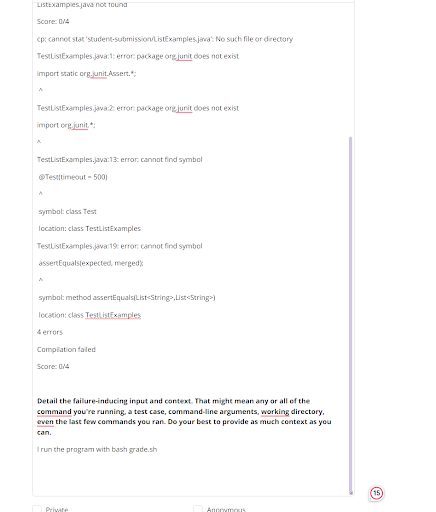 ListExamples.java not found
Score: 0/4
cp: cannot stat 'student-submission/ListExamples.java': No such file or directory
TestListExamples.java:1: error: package org.junit does not exist
import static org.junit.Assert.*;
^
TestListExamples.java:2: error: package org.junit does not exist
import org.junit.*;
^
TestListExamples.java:13: error: cannot find symbol
@Test(timeout = 500)
^
symbol: class Test
location: class TestListExamples
TestListExamples.java:19: error: cannot find symbol
assertEquals(expected, merged);
^
symbol: method assertEquals(List<String>,List<String>)
location: class TestListExamples
4 errors
Compilation failed
Score: 0/4
Detail the failure-inducing input and context. That might mean any or all of the
command you're running, a test case, command-line arguments, working directory,
even the last few commands you ran. Do your best to provide as much context as you
can.
I run the program with bash grade.sh
15
Private Anonymous